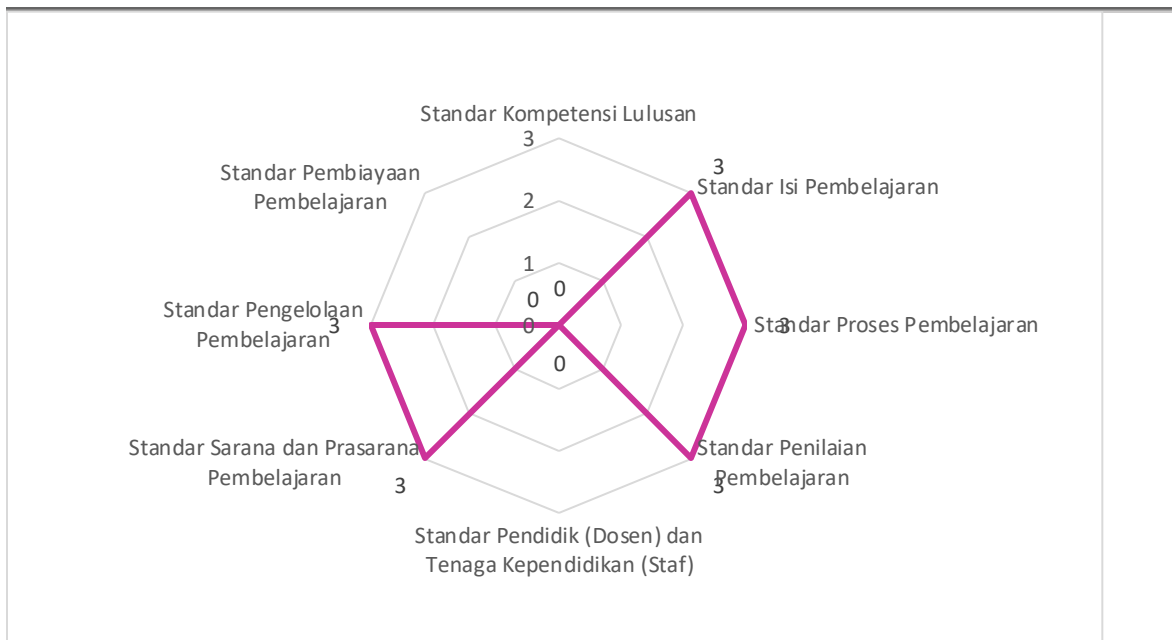 Standar Kompetensi Lulusan
3
3
Standar Isi Pembelajaran
Standar Pembiayaan
Pembelajaran
2
1
0
0
Standar Pengelolaan
Pembelajaran
3
0
3
Standar Proses Pembelajaran
0
Standar Sarana dan Prasarana
Pembelajaran
3
Standar Penilaian
Pembelajaran
3
Standar Pendidik (Dosen) dan
Tenaga Kependidikan (Staf)